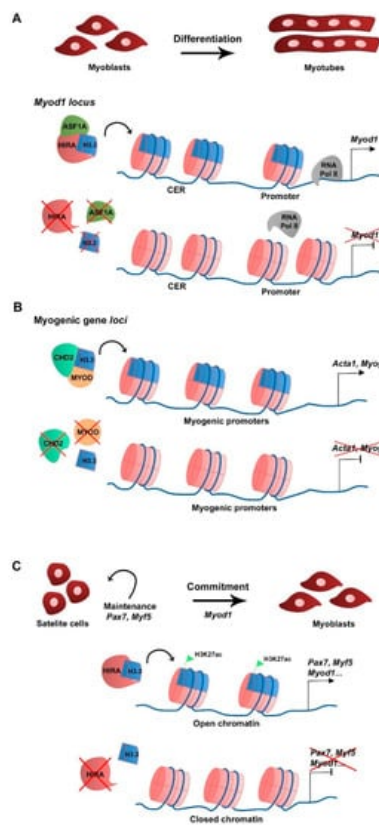 A
Differentiation
Myoblasts
Myotubes
Myod1 locus
ASF1A
HIRA
H3.3
RNA
Pol II
Myod1
CER
Promoter
HIRA
ASF1A
H3.3
RNA
Pol II
Myod1
CER
Promoter
B
Myogenic gene loci
CHD2
H3.3
MYOD
Acta1, Myog
Myogenic promoters
CHD2
MYOD
H3.3
Acta1, Myog
Myogenic promoters
C
Commitment
Maintenance
Pax7, Myf5
Myod1
Satelite cells
Myoblasts
HIRA
H3.3
H3K27ac
H3K27ac
Pax7, Myf5
Myod1...
Open chromatin
HIRA
H3.3
Pax7, Myf5
Myod1...
Closed chromatin